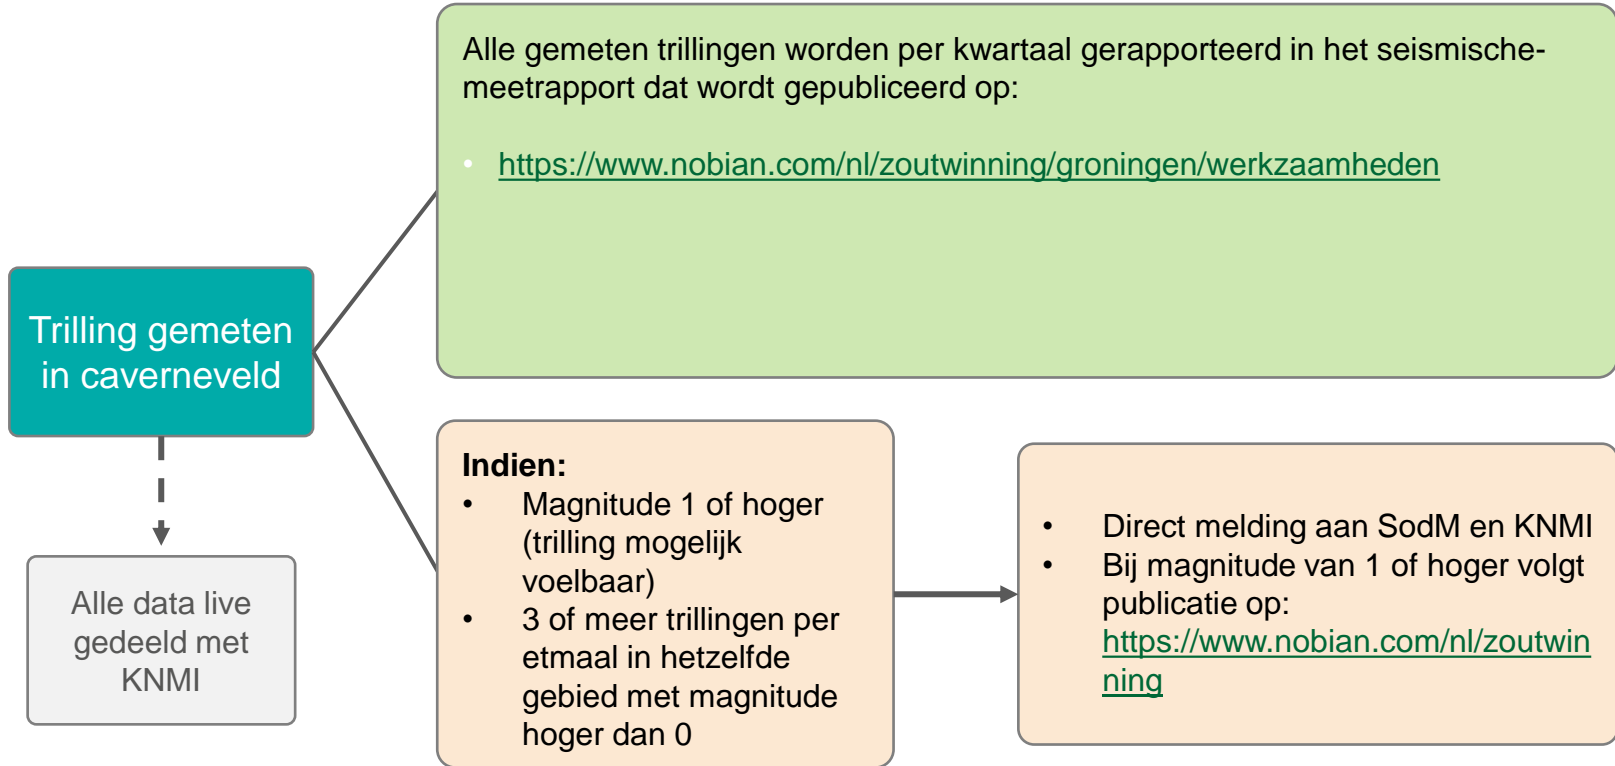 Alle gemeten trillingen worden per kwartaal gerapporteerd in het seismische-
meetrapport dat wordt gepubliceerd op:
• https://www.nobian.com/nl/zoutwinning/groningen/werkzaamheden
Trilling gemeten
in caverneveld
Alle data live
gedeeld met
KNMI
Indien:
• Magnitude 1 of hoger
(trilling mogelijk
voelbaar)
• 3 of meer trillingen per
etmaal in hetzelfde
gebied met magnitude
hoger dan 0
• Direct melding aan SodM en KNMI
• Bij magnitude van 1 of hoger volgt
publicatie op:
https://www.nobian.com/nl/zoutwin
ning